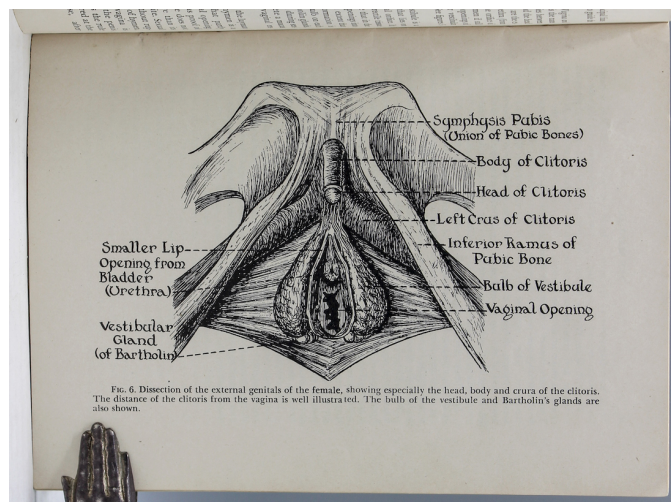 Symphysis Pubis
(Union of Pubic Bones)
Body of Clitoris
Head of Clitoris
Left Crus of Clitoris
Inferior Ramus of
Pubic Bone
Bulb of Vestibule
Vaginal Opening
Smaller Lip
Opening from
Bladder
(Urethra)
Vestibular
Gland
(of Bartholin)
FIG. 6. Dissection of the external genitals of the female, showing especially the head, body and crura of the clitoris.
The distance of the clitoris from the vagina is well illustrated. The bulb of the vestibule and Bartholin's glands are
also shown.